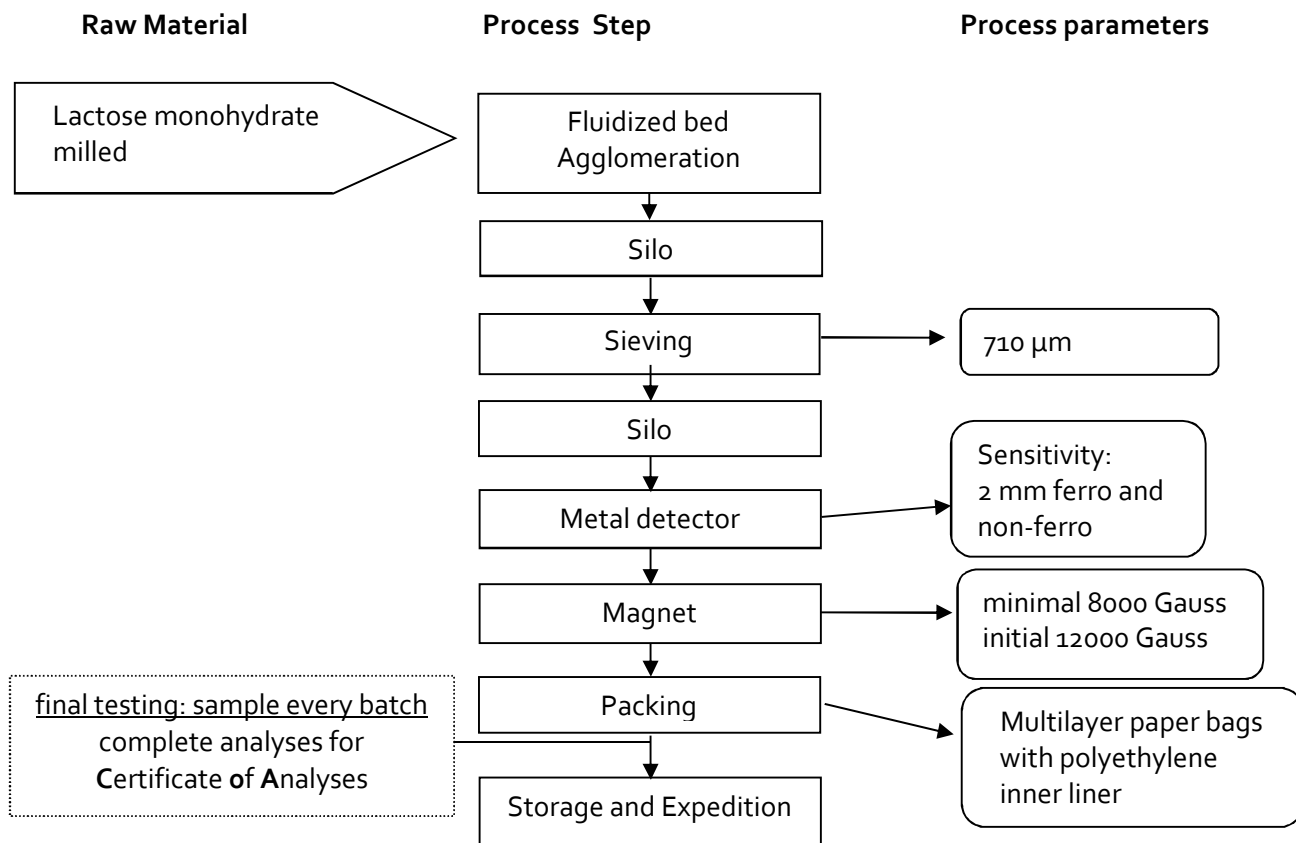 Raw Material
Process Step
Process parameters
Lactose monohydrate
milled
Fluidized bed
Agglomeration
Silo
Sieving
710 µm
Silo
Sensitivity:
2 mm ferro and
non-ferro
Metal detector
Magnet
minimal 8000 Gauss
initial 12000 Gauss
final testing: sample every batch
complete analyses for
Certificate of Analyses
Packing
Multilayer paper bags
with polyethylene
inner liner
Storage and Expedition